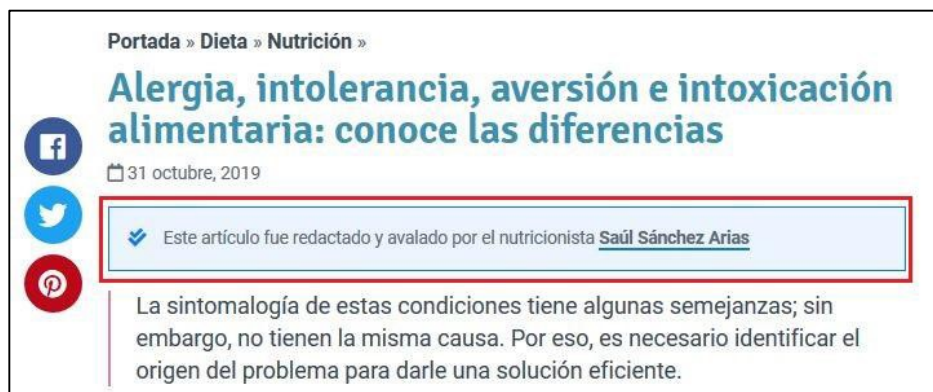 Portada » Dieta » Nutrición »
Alergia, intolerancia, aversión e intoxicación
alimentaria: conoce las diferencias
31 octubre, 2019
Este artículo fue redactado y avalado por el nutricionista Saúl Sánchez Arias
La sintomalogía de estas condiciones tiene algunas semejanzas; sin
embargo, no tienen la misma causa. Por eso, es necesario identificar el
origen del problema para darle una solución eficiente.